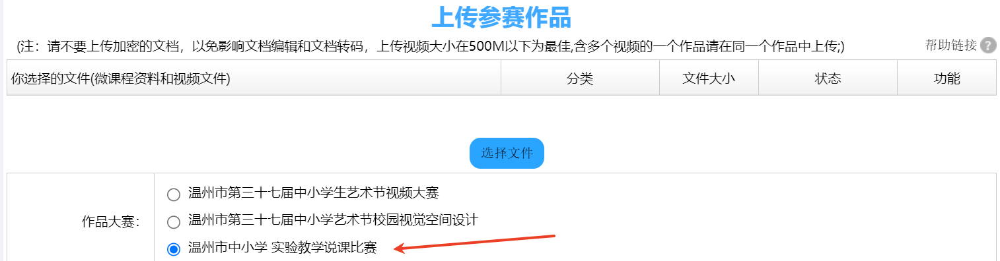 上传参赛作品
(注：请不要上传加密的文档，以免影响文档编辑和文档转码，上传视频大小在500M以下为最佳,含多个视频的一个作品请在同一个作品中上传;)
帮助链接 ?
你选择的文件(微课程资料和视频文件) 分类 文件大小 状态 功能
选择文件
作品大赛：
温州市第三十七届中小学生艺术节视频大赛
温州市第三十七届中小学艺术节校园视觉空间设计
温州市中小学 实验教学说课比赛